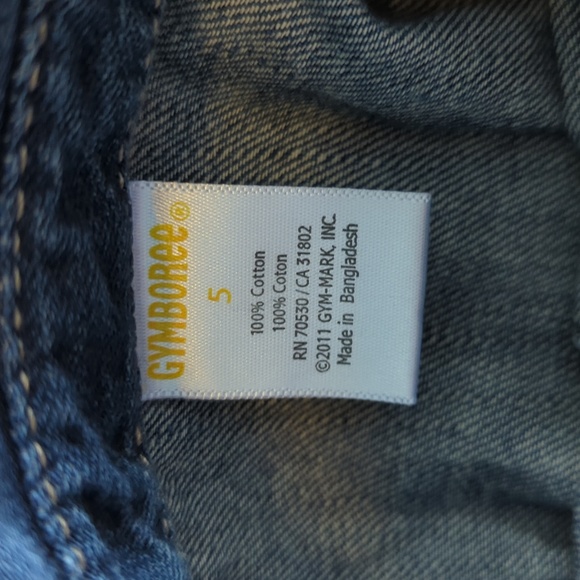 GYMBORee®
5
100% Cotton
100% Coton
RN 70530 / CA 31802
©2011 GYM-MARK, INC.
Made in Bangladesh